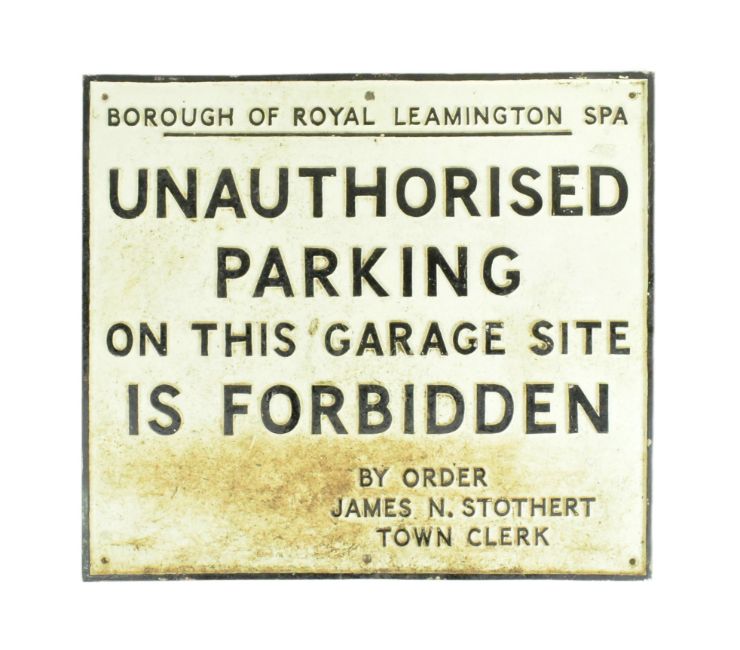 BOROUGH OF ROYAL LEAMINGTON SPA
UNAUTHORISED
PARKING
ON THIS GARAGE SITE
IS FORBIDDEN
BY ORDER
JAMES N. STOTHERT
TOWN CLERK